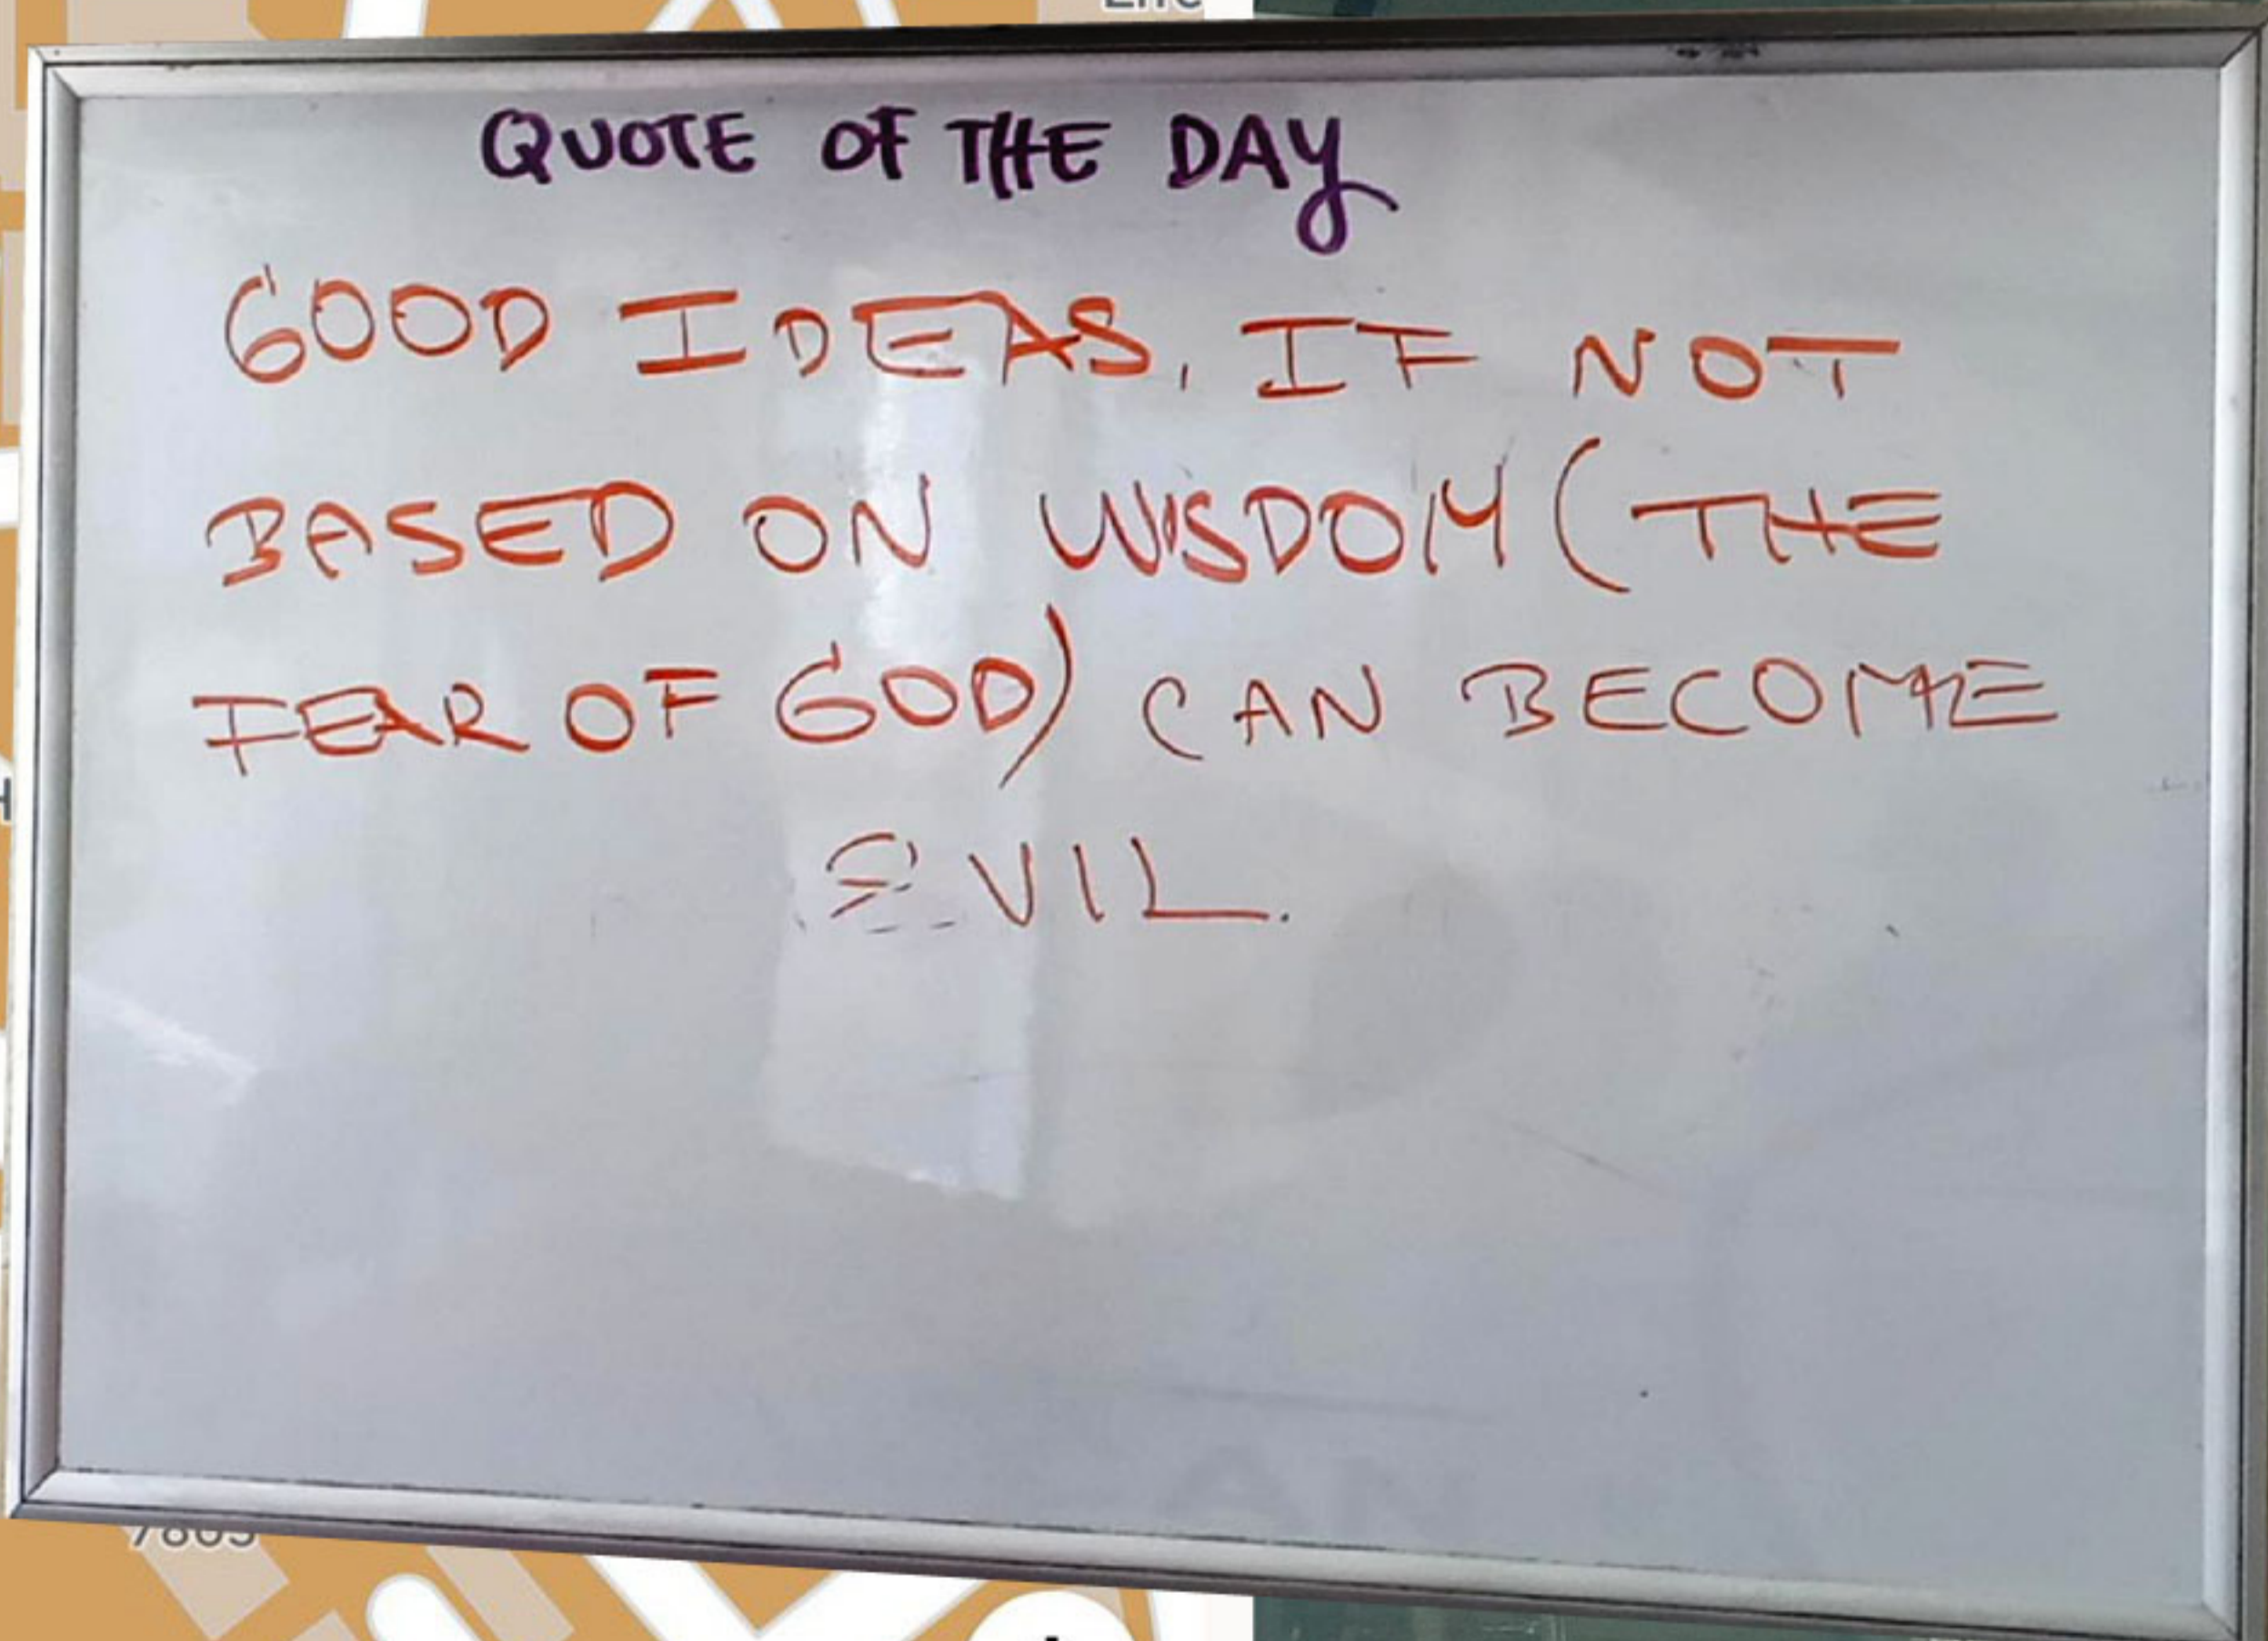 QUOTE OF THE DAY
GOOD IDEAS, IF NOT
BASED ON WISDOM (THE
FEAR OF GOD) CAN BECOME
EVIL.